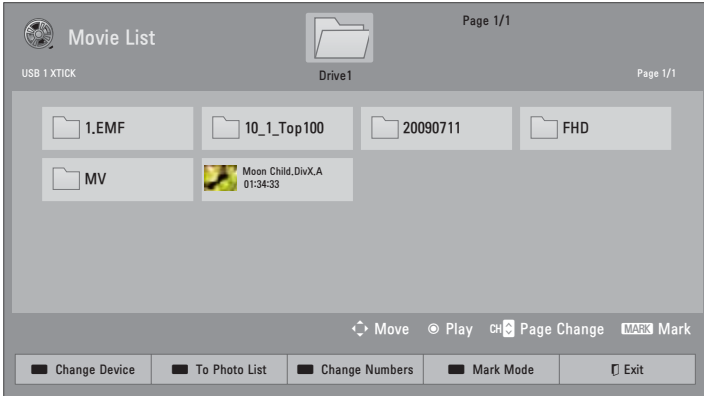 Page 1/1
Movie List
USB 1 XTICK
Drive1
Page 1/1
1.EMF
10_1_Top100
20090711
FHD
MV
Moon Child.DivX.A
01:34:33
Move
Play
CH Page Change
MARK Mark
Change Device
To Photo List
Change Numbers
Mark Mode
Exit